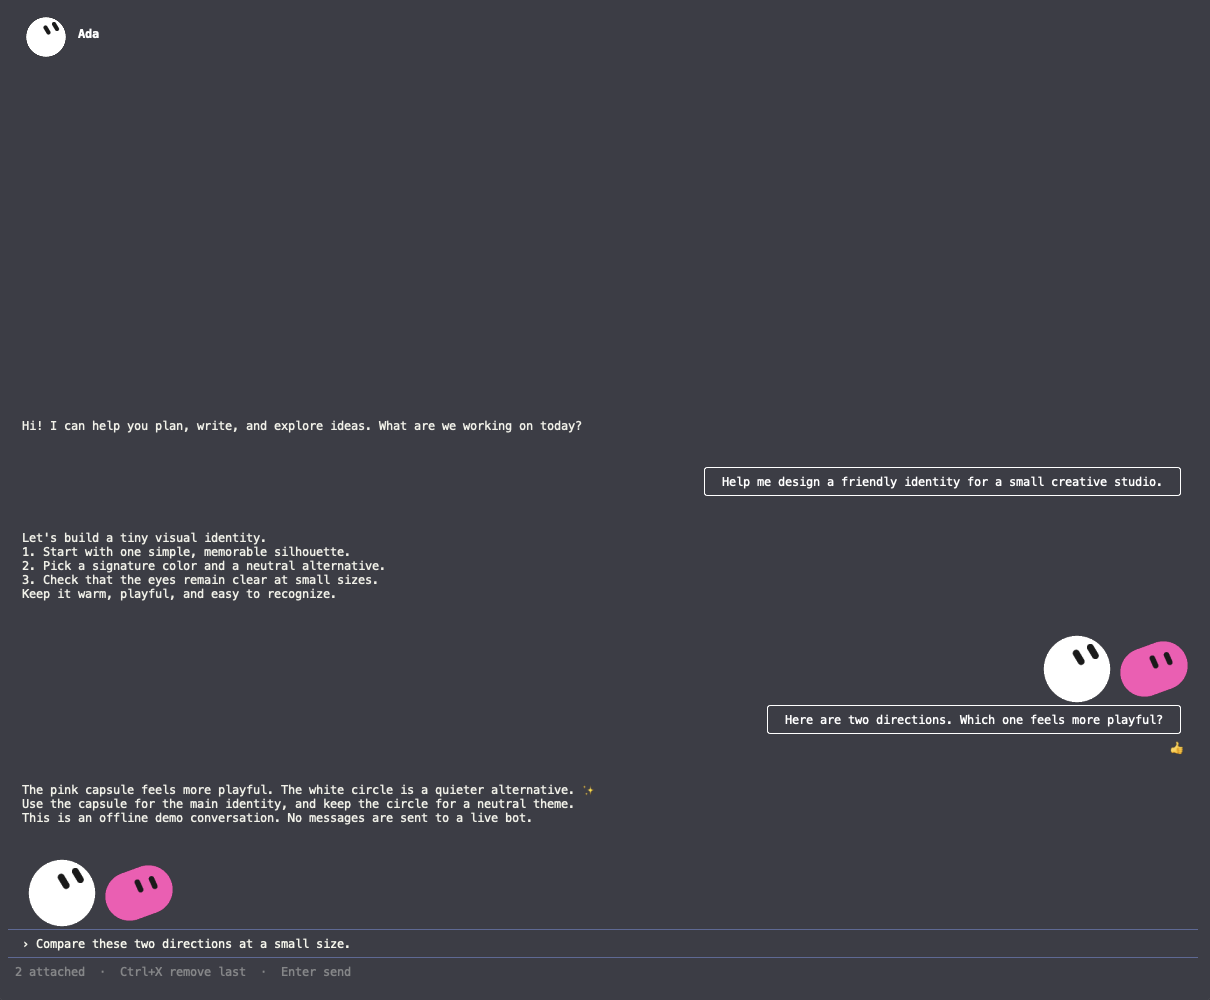 Ada
Hi! I can help you plan, write, and explore ideas. What are we working on today?
Help me design a friendly identity for a small creative studio.
Let's build a tiny visual identity.
1. Start with one simple, memorable silhouette.
2. Pick a signature color and a neutral alternative.
3. Check that the eyes remain clear at small sizes.
Keep it warm, playful, and easy to recognize.
Here are two directions. Which one feels more playful?
👍
The pink capsule feels more playful. The white circle is a quieter alternative. ✨
Use the capsule for the main identity, and keep the circle for a neutral theme.
This is an offline demo conversation. No messages are sent to a live bot.
› Compare these two directions at a small size.
2 attached · Ctrl+X remove last · Enter send